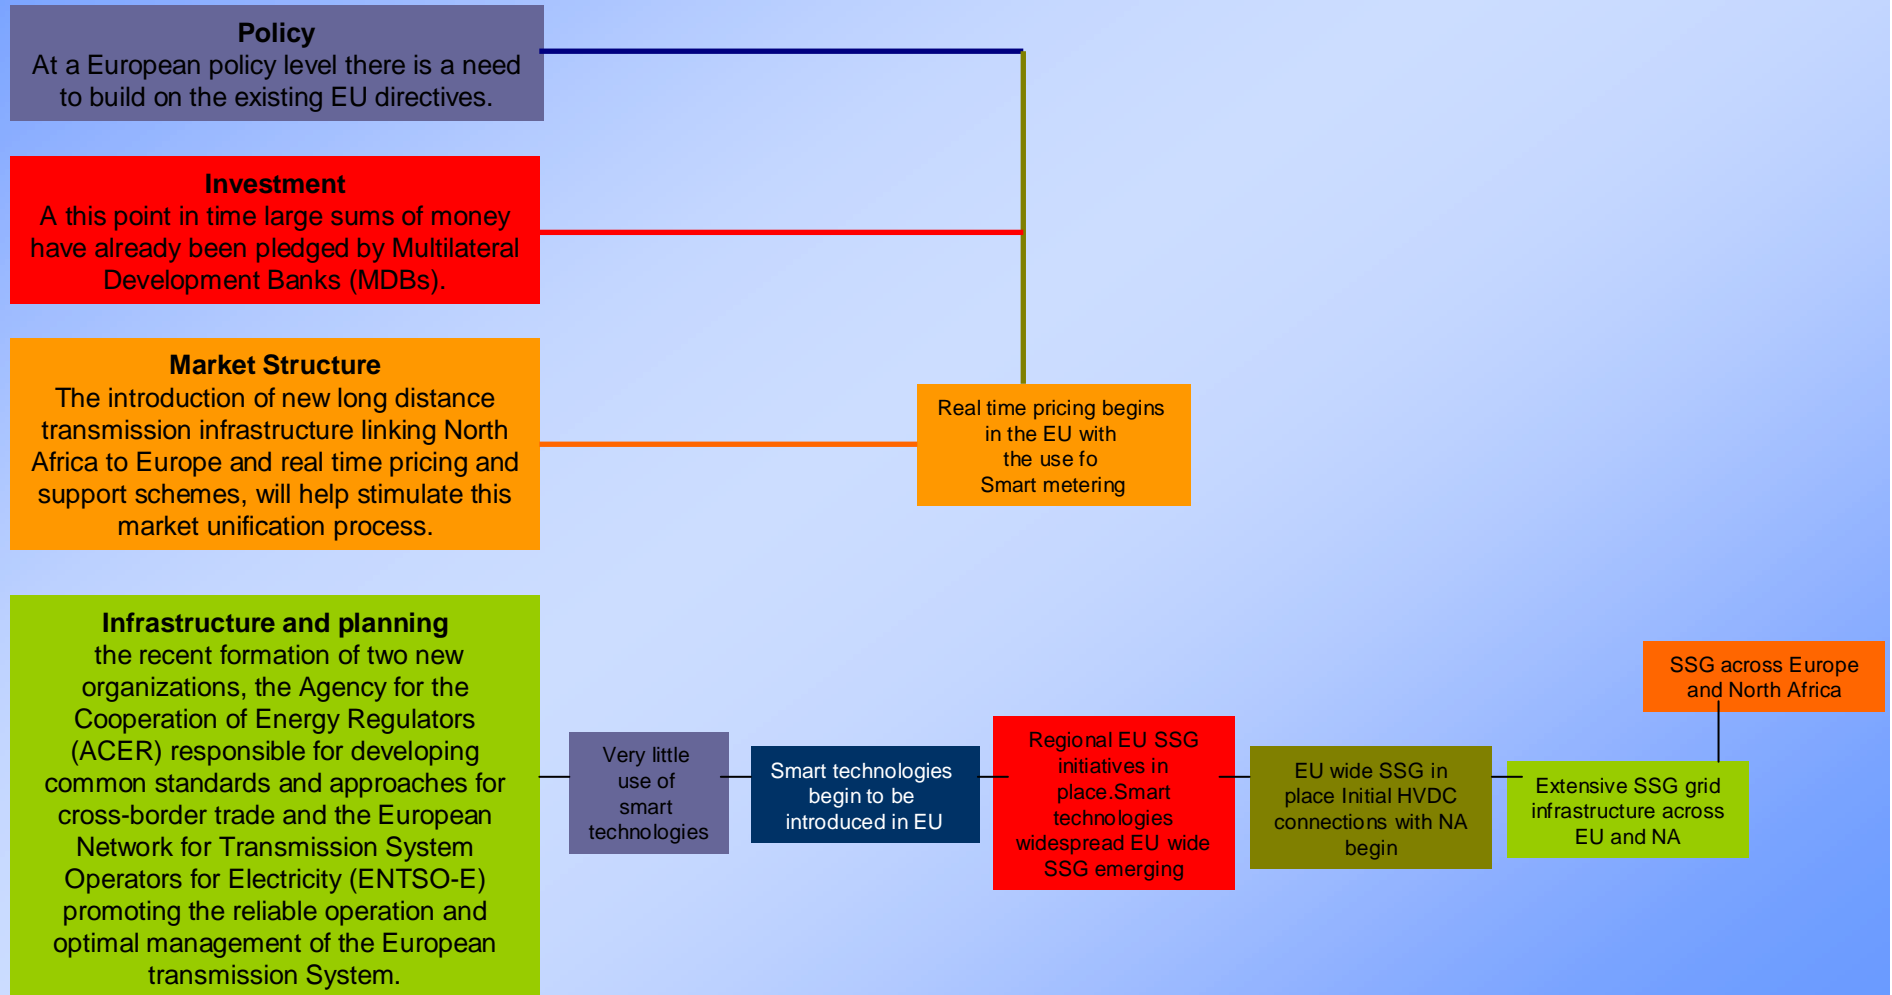 Policy
At a European policy level there is a need
to build on the existing EU directives.
Investment
A this point in time large sums of money
have already been pledged by Multilateral
Development Banks (MDBs).
Market Structure
The introduction of new long distance
transmission infrastructure linking North
Africa to Europe and real time pricing and
support schemes, will help stimulate this
market unification process.
Real time pricing begins
in the EU with
the use fo
Smart metering
Infrastructure and planning
the recent formation of two new
organizations, the Agency for the
Cooperation of Energy Regulators
(ACER) responsible for developing
common standards and approaches for
cross-border trade and the European
Network for Transmission System
Operators for Electricity (ENTSO-E)
promoting the reliable operation and
optimal management of the European
transmission System.
Very little
use of
smart
technologies
Smart technologies
begin to be
introduced in EU
Regional EU SSG
initiatives in
place.Smart
technologies
widespread EU wide
SSG emerging
EU wide SSG in
place Initial HVDC
connections with NA
begin
Extensive SSG grid
infrastructure across
EU and NA
SSG across Europe
and North Africa